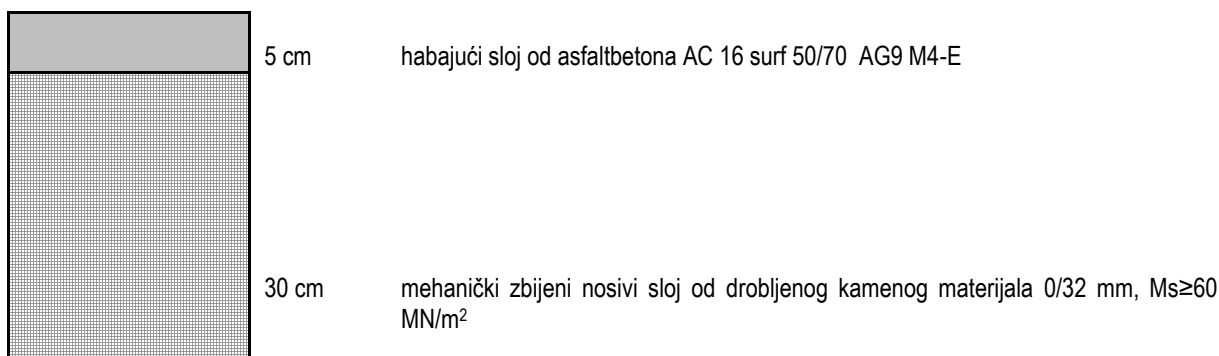 5 cm habajući sloj od asfaltbetona AC 16 surf 50/70 AG9 M4-E
30 cm mehanički zbijeni nosivi sloj od drobljenog kamenog materijala 0/32 mm, Ms≥60
MN/m²